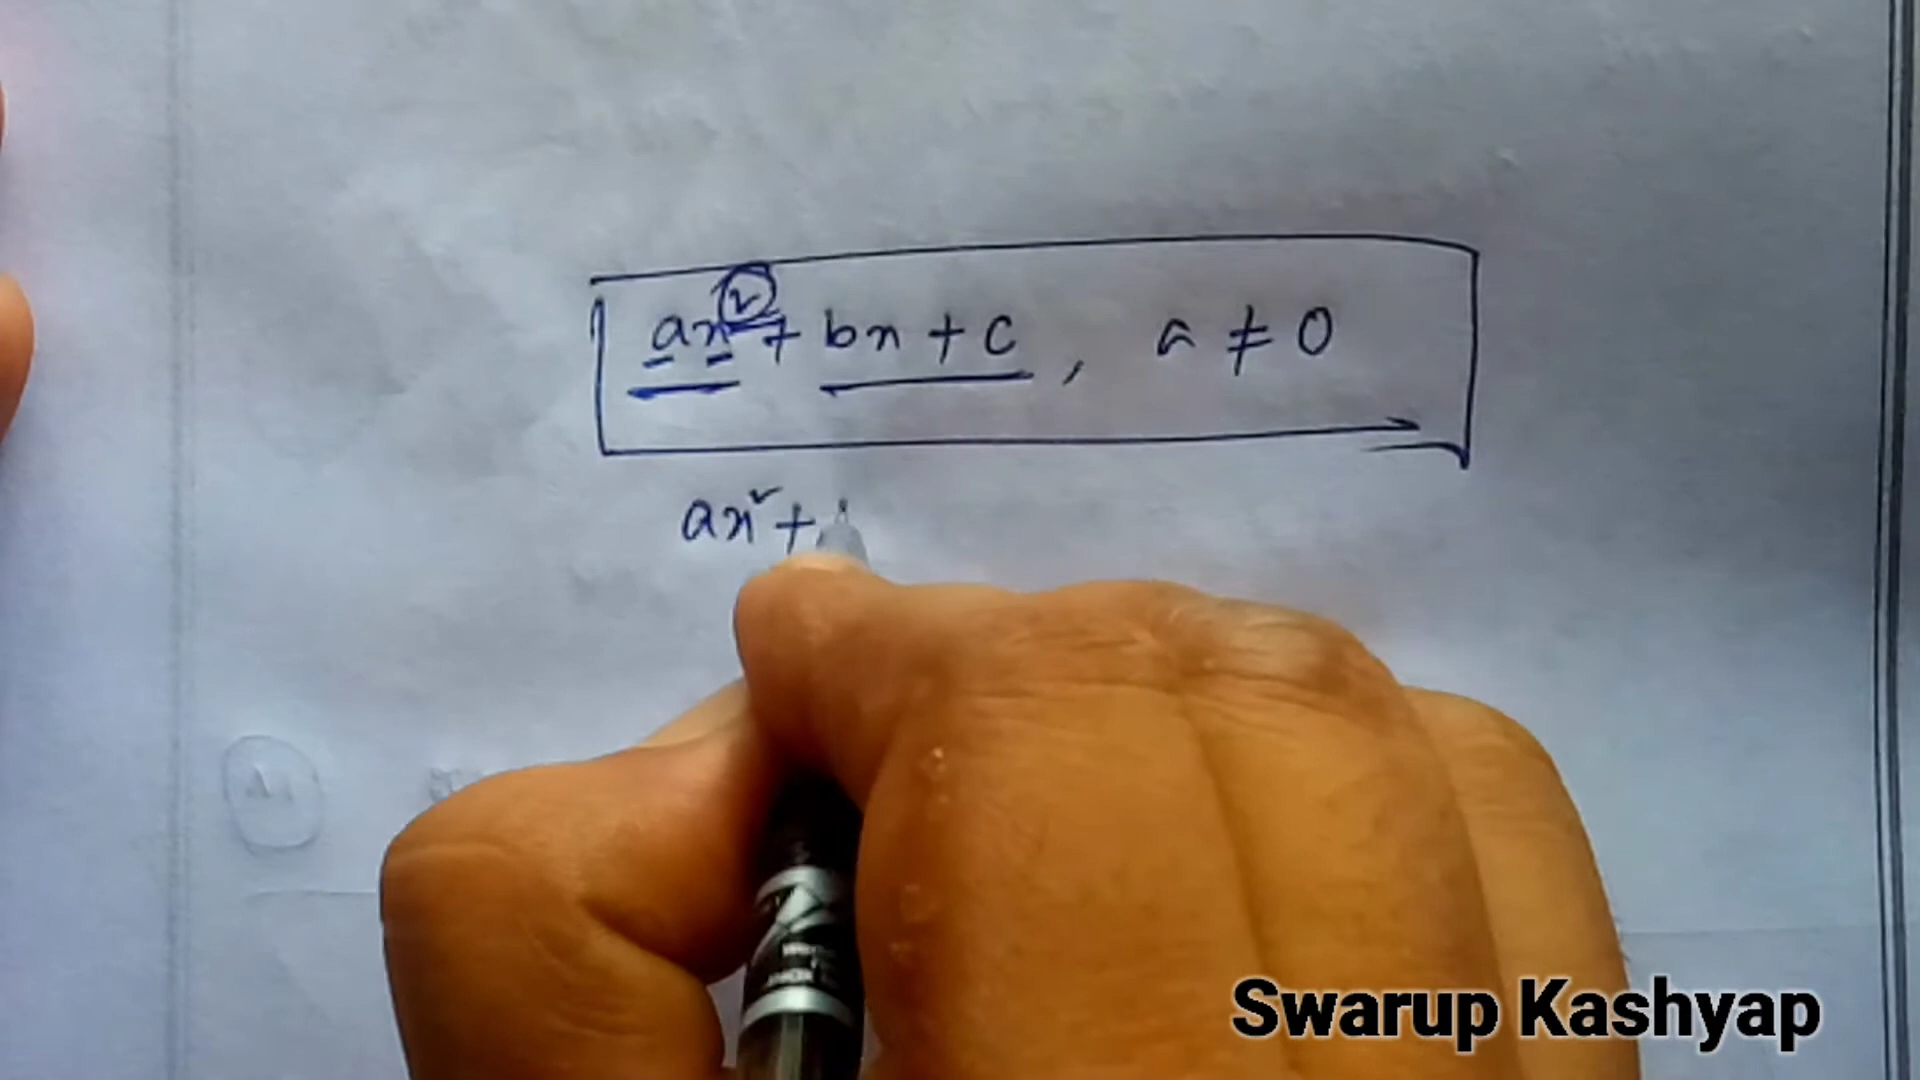 ax² + bx + c, a ≠ 0
ax² +
Swarup Kashyap